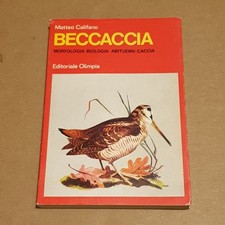 Matteo Califano
BECCACCIA
MORFOLOGIA-BIOLOGIA-ABITUDINI-CACCIA
Editoriale Olimpia